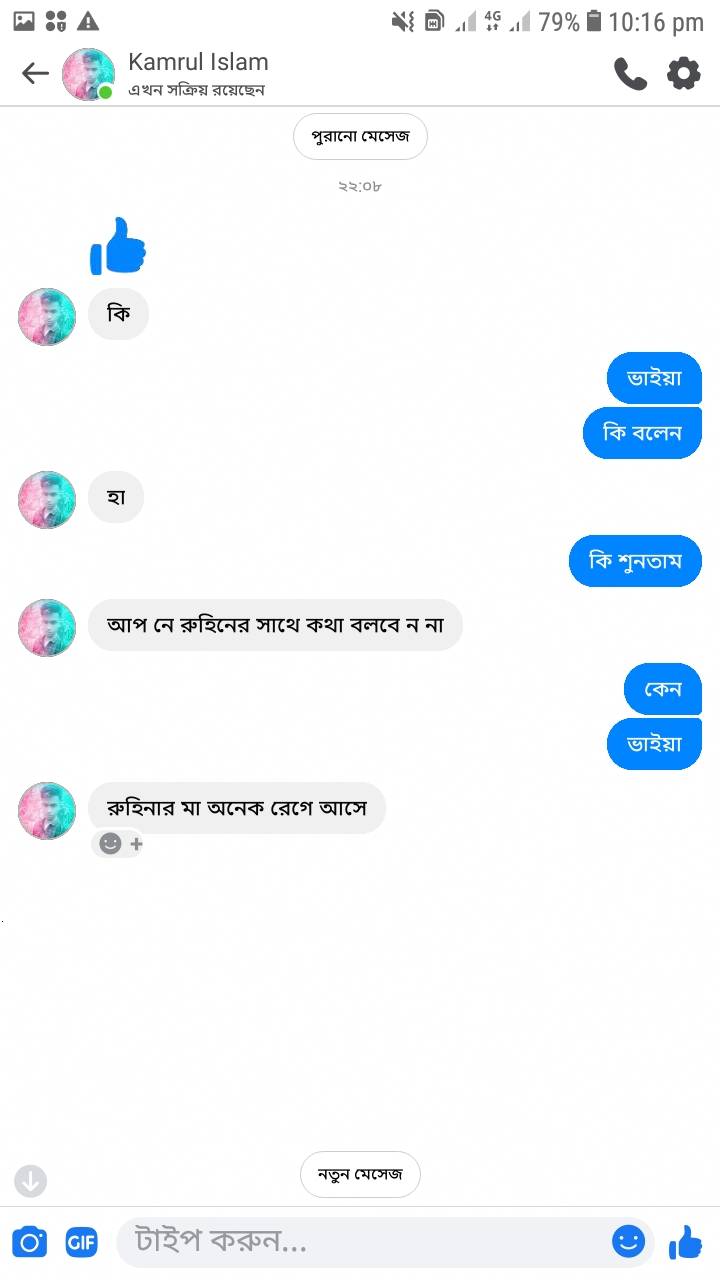 4G 79% 10:16 pm
Kamrul Islam
এখন সক্রিয় রয়েছেন
পুরানো মেসেজ
২২:০৮
কি
ভাইয়া
কি বলেন
হা
কি শুনতাম
আপ নে রুহিনের সাথে কথা বলবে ন না
কেন
ভাইয়া
রুহিনার মা অনেক রেগে আসে
নতুন মেসেজ
GIF টাইপ করুন...